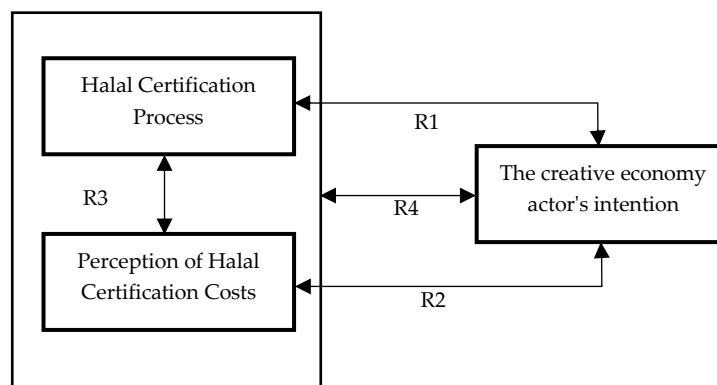 Halal Certification
Process
R1
The creative economy
actor's intention
R3
R4
Perception of Halal
Certification Costs
R2